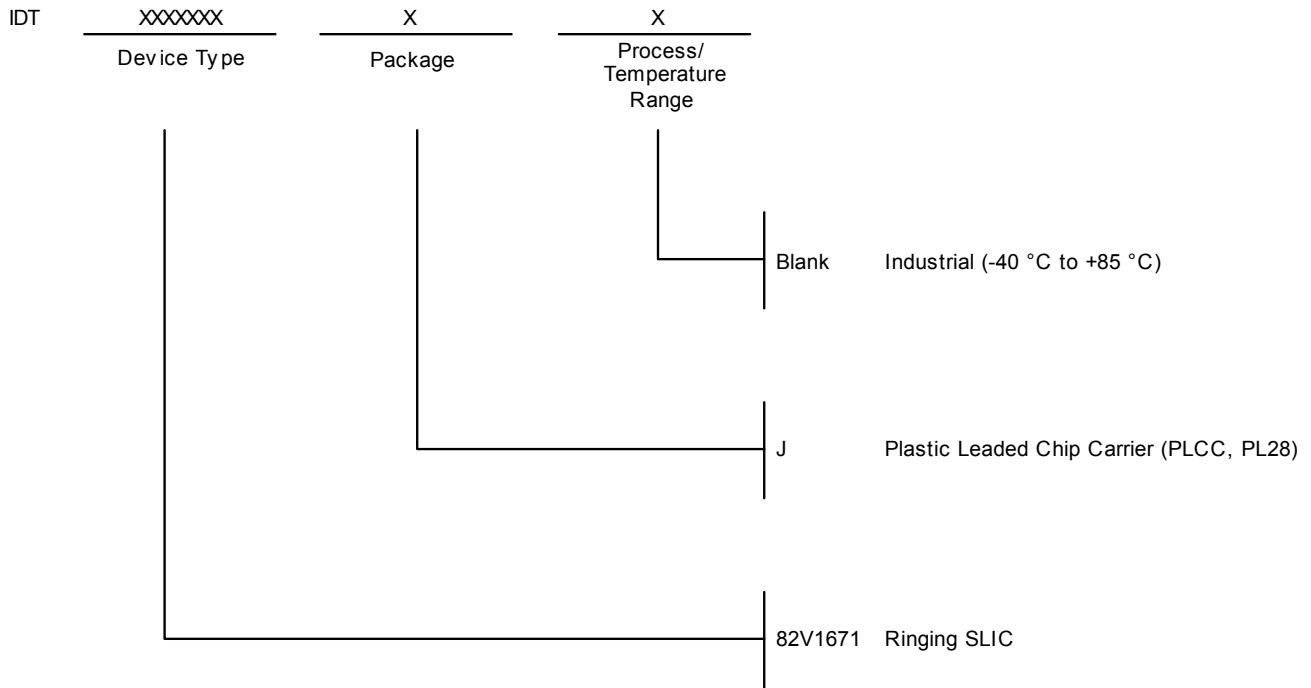 IDT XXXXXXX X X
Device Type Package Process/
Temperature
Range
Blank Industrial (-40 °C to +85 °C)
J Plastic Leaded Chip Carrier (PLCC, PL28)
82V1671 Ringing SLIC